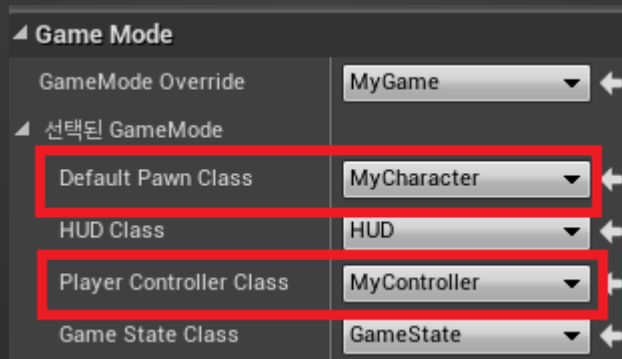 Game Mode
GameMode Override MyGame
선택된 GameMode
Default Pawn Class MyCharacter
HUD Class HUD
Player Controller Class MyController
Game State Class GameState